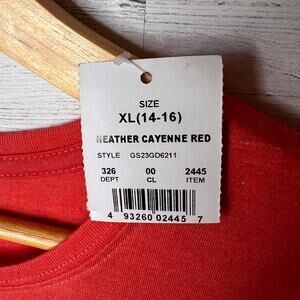 SIZE
XL(14-16)
HEATHER CAYENNE RED
STYLE GS23GD6211
326 00 2445
DEPT CL ITEM
4 93260 02445 7